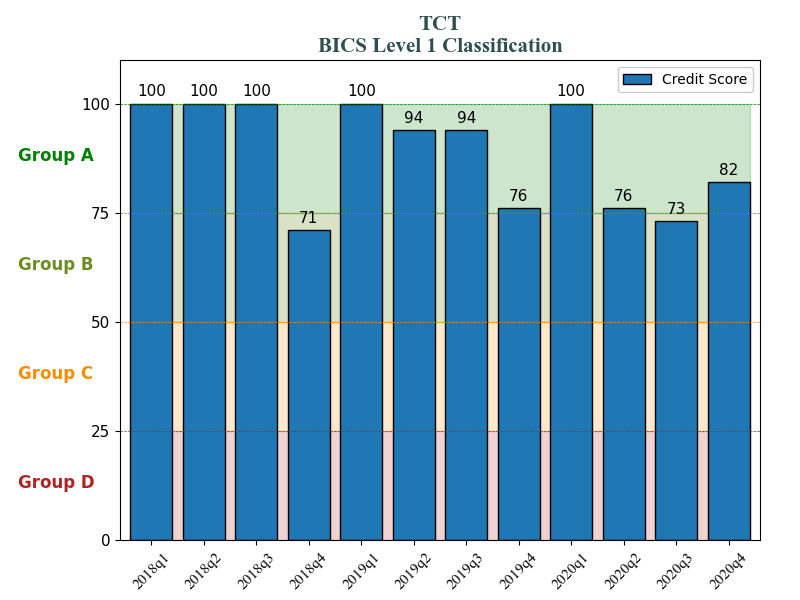 TCT
BICS Level 1 Classification
Credit Score
100 100 100 71 100 94 94 76 100 76 73 82
100
Group A
75
Group B
50
Group C
25
Group D
0
2018q1 2018q2 2018q3 2018q4 2019q1 2019q2 2019q3 2019q4 2020q1 2020q2 2020q3 2020q4